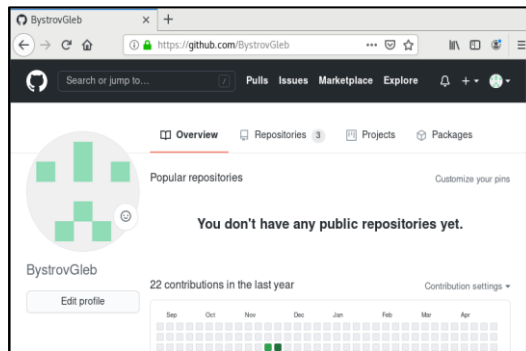 BystrovGleb
https://github.com/BystrovGleb
Search or jump to... / Pulls Issues Marketplace Explore
Overview Repositories 3 Projects Packages
Popular repositories Customize your pins
You don't have any public repositories yet.
BystrovGleb
Edit profile
22 contributions in the last year Contribution settings
Sep Oct Nov Dec Jan Feb Mar Apr